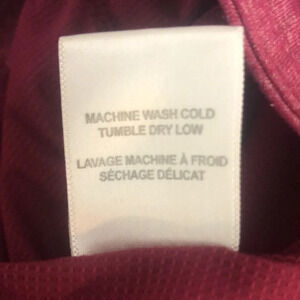 MACHINE WASH COLD
TUMBLE DRY LOW
LAVAGE MACHINE À FROID
SÉCHAGE DÉLICAT